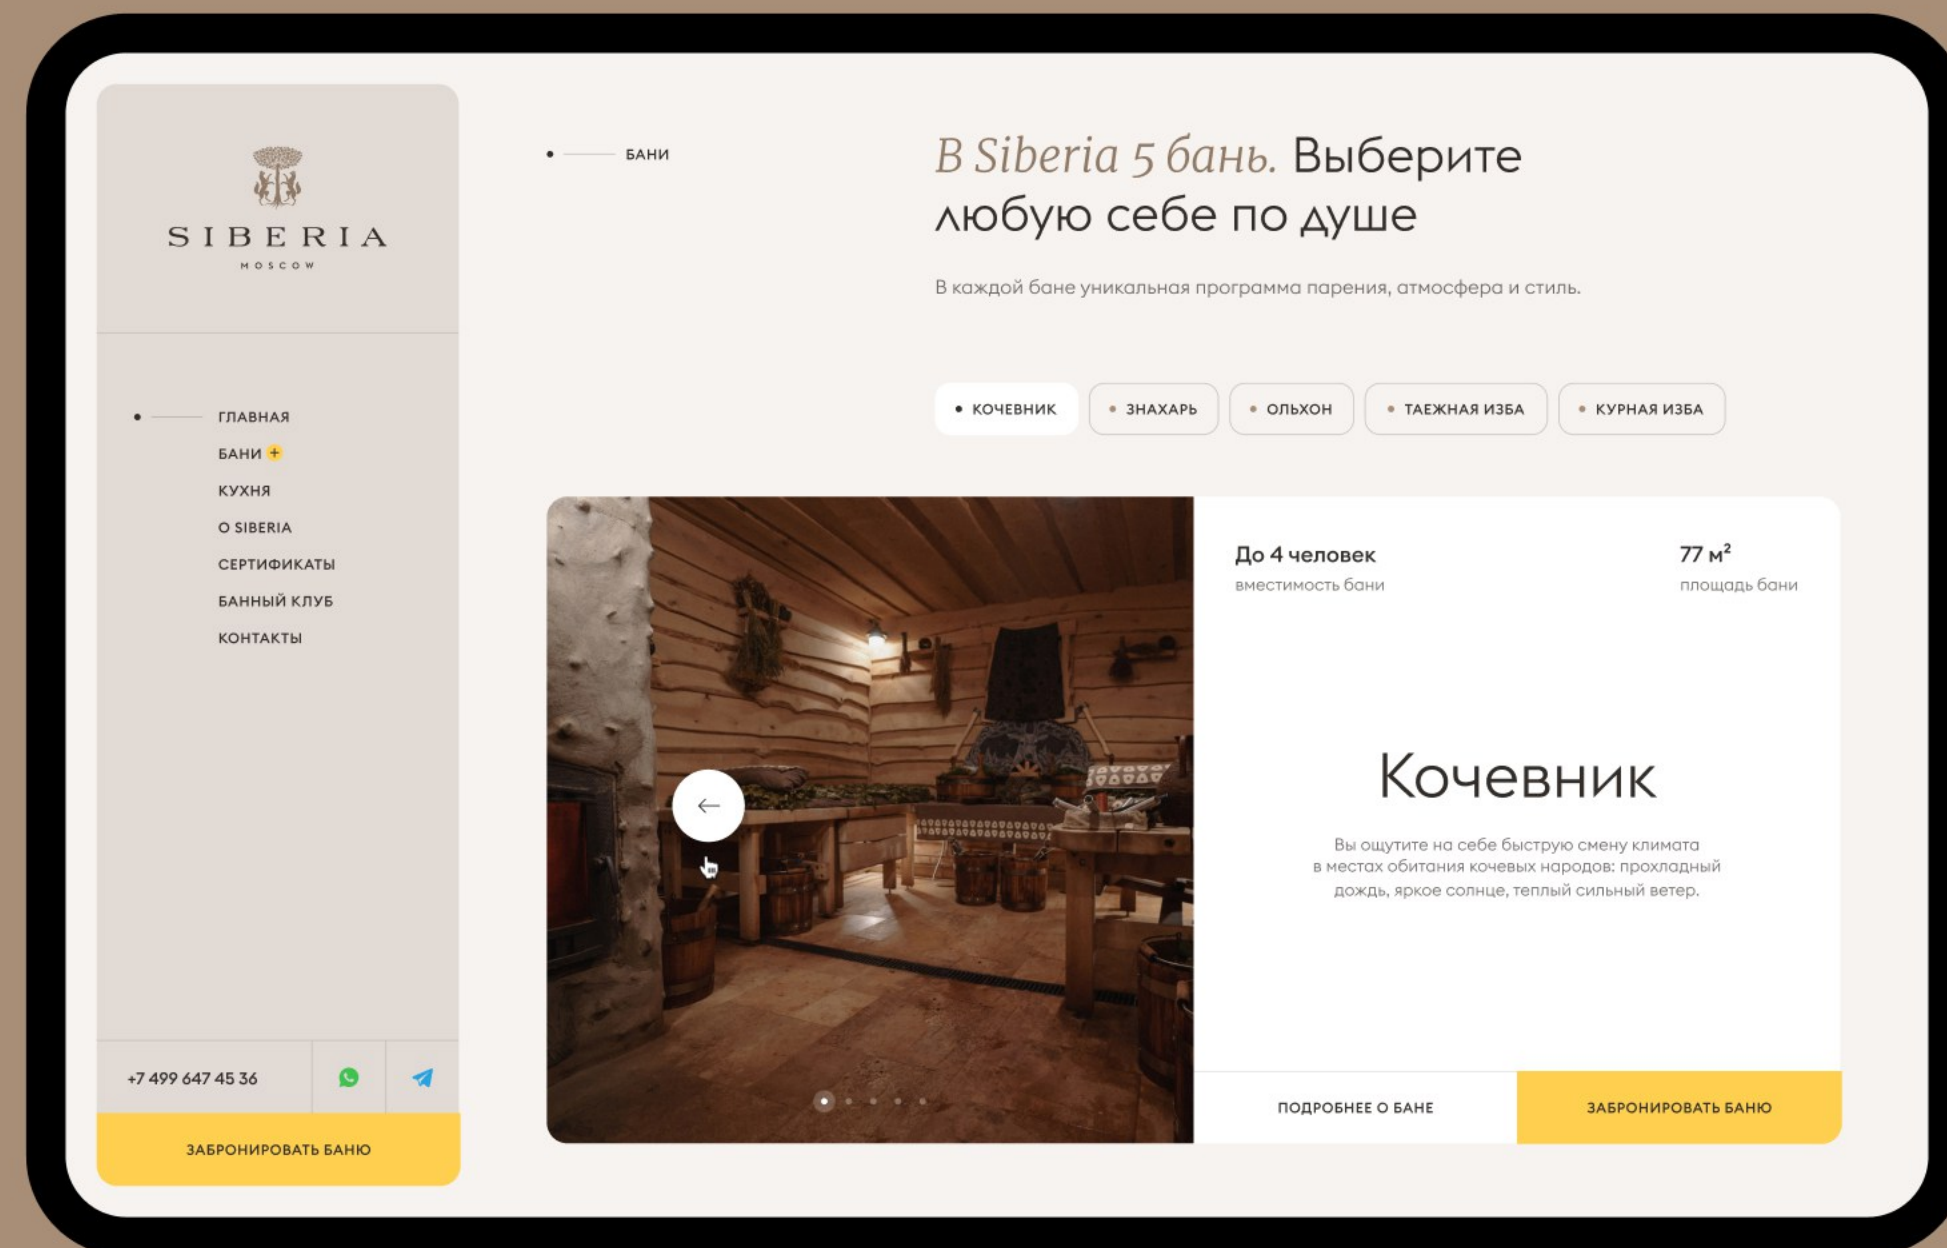 SIBERIA
MOSCOW
ГЛАВНАЯ
БАНИ +
КУХНЯ
О SIBERIA
СЕРТИФИКАТЫ
БАННЫЙ КЛУБ
КОНТАКТЫ
+7 499 647 45 36
ЗАБРОНИРОВАТЬ БАНЮ
БАНИ
В Siberia 5 бань. Выберите
любую себе по душе
В каждой бане уникальная программа парения, атмосфера и стиль.
КОЧЕВНИК
ЗНАХАРЬ
ОЛЬХОН
ТАЕЖНАЯ ИЗБА
КУРНАЯ ИЗБА
До 4 человек
вместимость бани
77 м²
площадь бани
Кочевник
Вы ощутите на себе быструю смену климата
в местах обитания кочевых народов: прохладный
дождь, яркое солнце, теплый сильный ветер.
ПОДРОБНЕЕ О БАНЕ
ЗАБРОНИРОВАТЬ БАНЮ